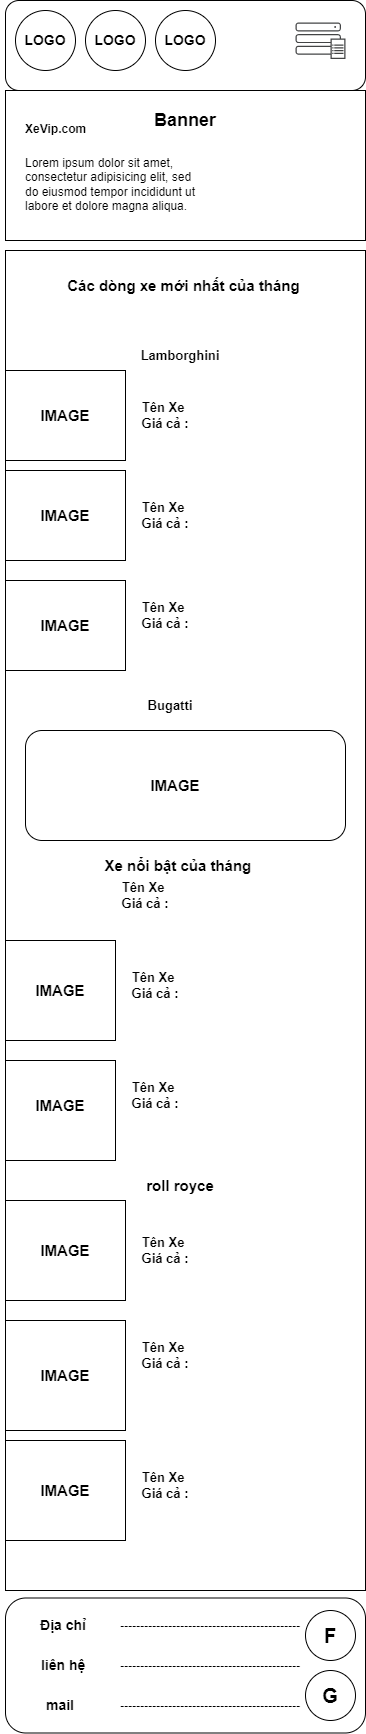 LOGO LOGO LOGO
Banner
XeVip.com
Lorem ipsum dolor sit amet,
consectetur adipisicing elit, sed
do eiusmod tempor incididunt ut
labore et dolore magna aliqua.
Các dòng xe mới nhất của tháng
Lamborghini
IMAGE
Tên Xe
Giá cả :
IMAGE
Tên Xe
Giá cả :
IMAGE
Tên Xe
Giá cả :
Bugatti
IMAGE
Xe nổi bật của tháng
Tên Xe
Giá cả :
IMAGE
Tên Xe
Giá cả :
IMAGE
Tên Xe
Giá cả :
roll royce
IMAGE
Tên Xe
Giá cả :
IMAGE
Tên Xe
Giá cả :
IMAGE
Tên Xe
Giá cả :
Địa chỉ
F
liên hệ
G
mail